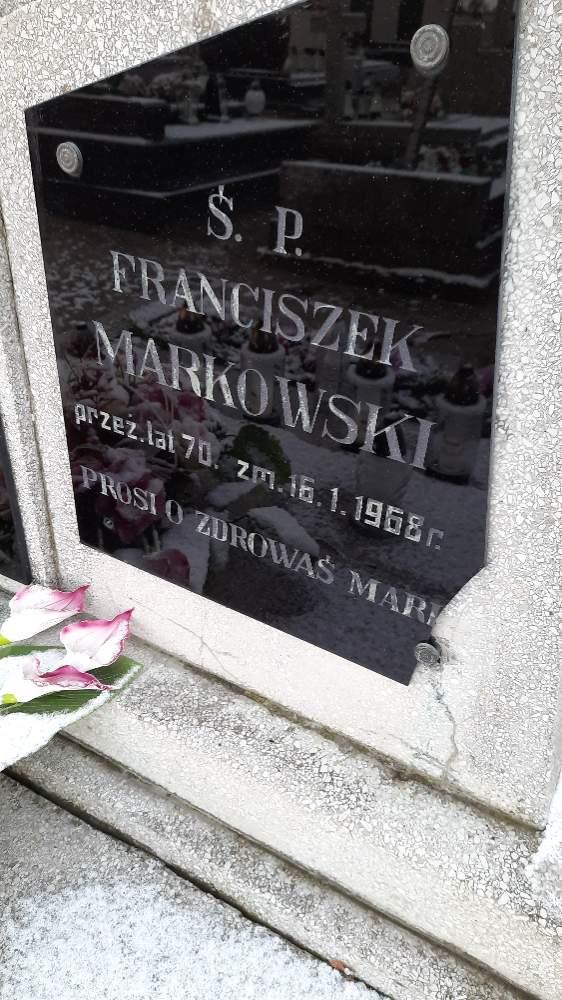 Ś. P.
FRANCISZEK
MARKOWSKI
przeż. lat 70. zm. 16. 1. 1968 r.
PROSI O ZDROWAŚ